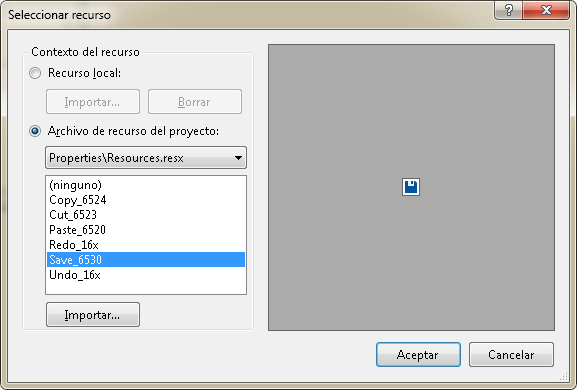 Seleccionar recurso
Contexto del recurso
Recurso local:
Importar...
Borrar
Archivo de recurso del proyecto:
Properties\Resources.resx
(ninguno)
Copy_6524
Cut_6523
Paste_6520
Redo_16x
Save_6530
Undo_16x
Importar...
Aceptar
Cancelar